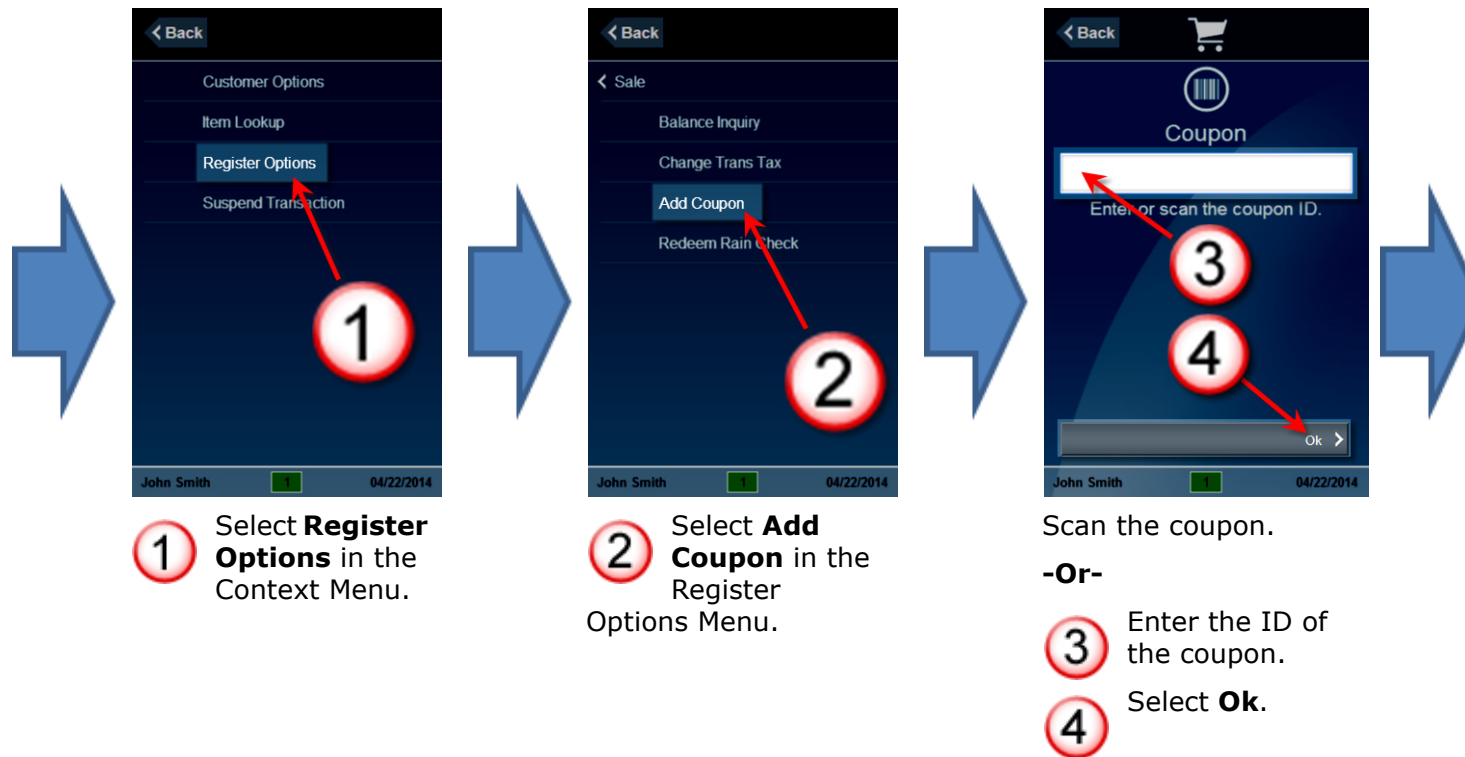 Back
Customer Options
Item Lookup
Register Options
Suspend Transaction
1
John Smith 1 04/22/2014
1 Select Register
Options in the
Context Menu.
Back
Sale
Balance Inquiry
Change Trans Tax
Add Coupon
Redeem Rain Check
2
John Smith 1 04/22/2014
2 Select Add
Coupon in the
Register
Options Menu.
Back
Coupon
Enter or scan the coupon ID.
3
4
Ok
John Smith 1 04/22/2014
Scan the coupon.
-Or-
3 Enter the ID of
the coupon.
4 Select Ok.